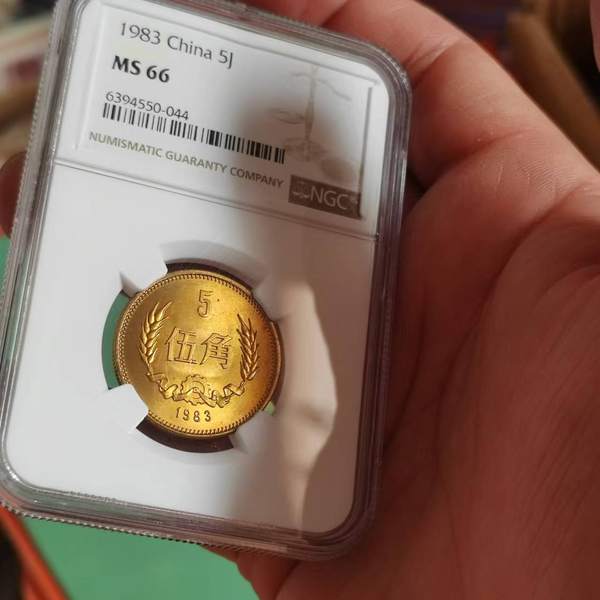 1983 China 5J
MS 66
6394550-044
NUMISMATIC GUARANTY COMPANY
NGC
5
伍角
1983